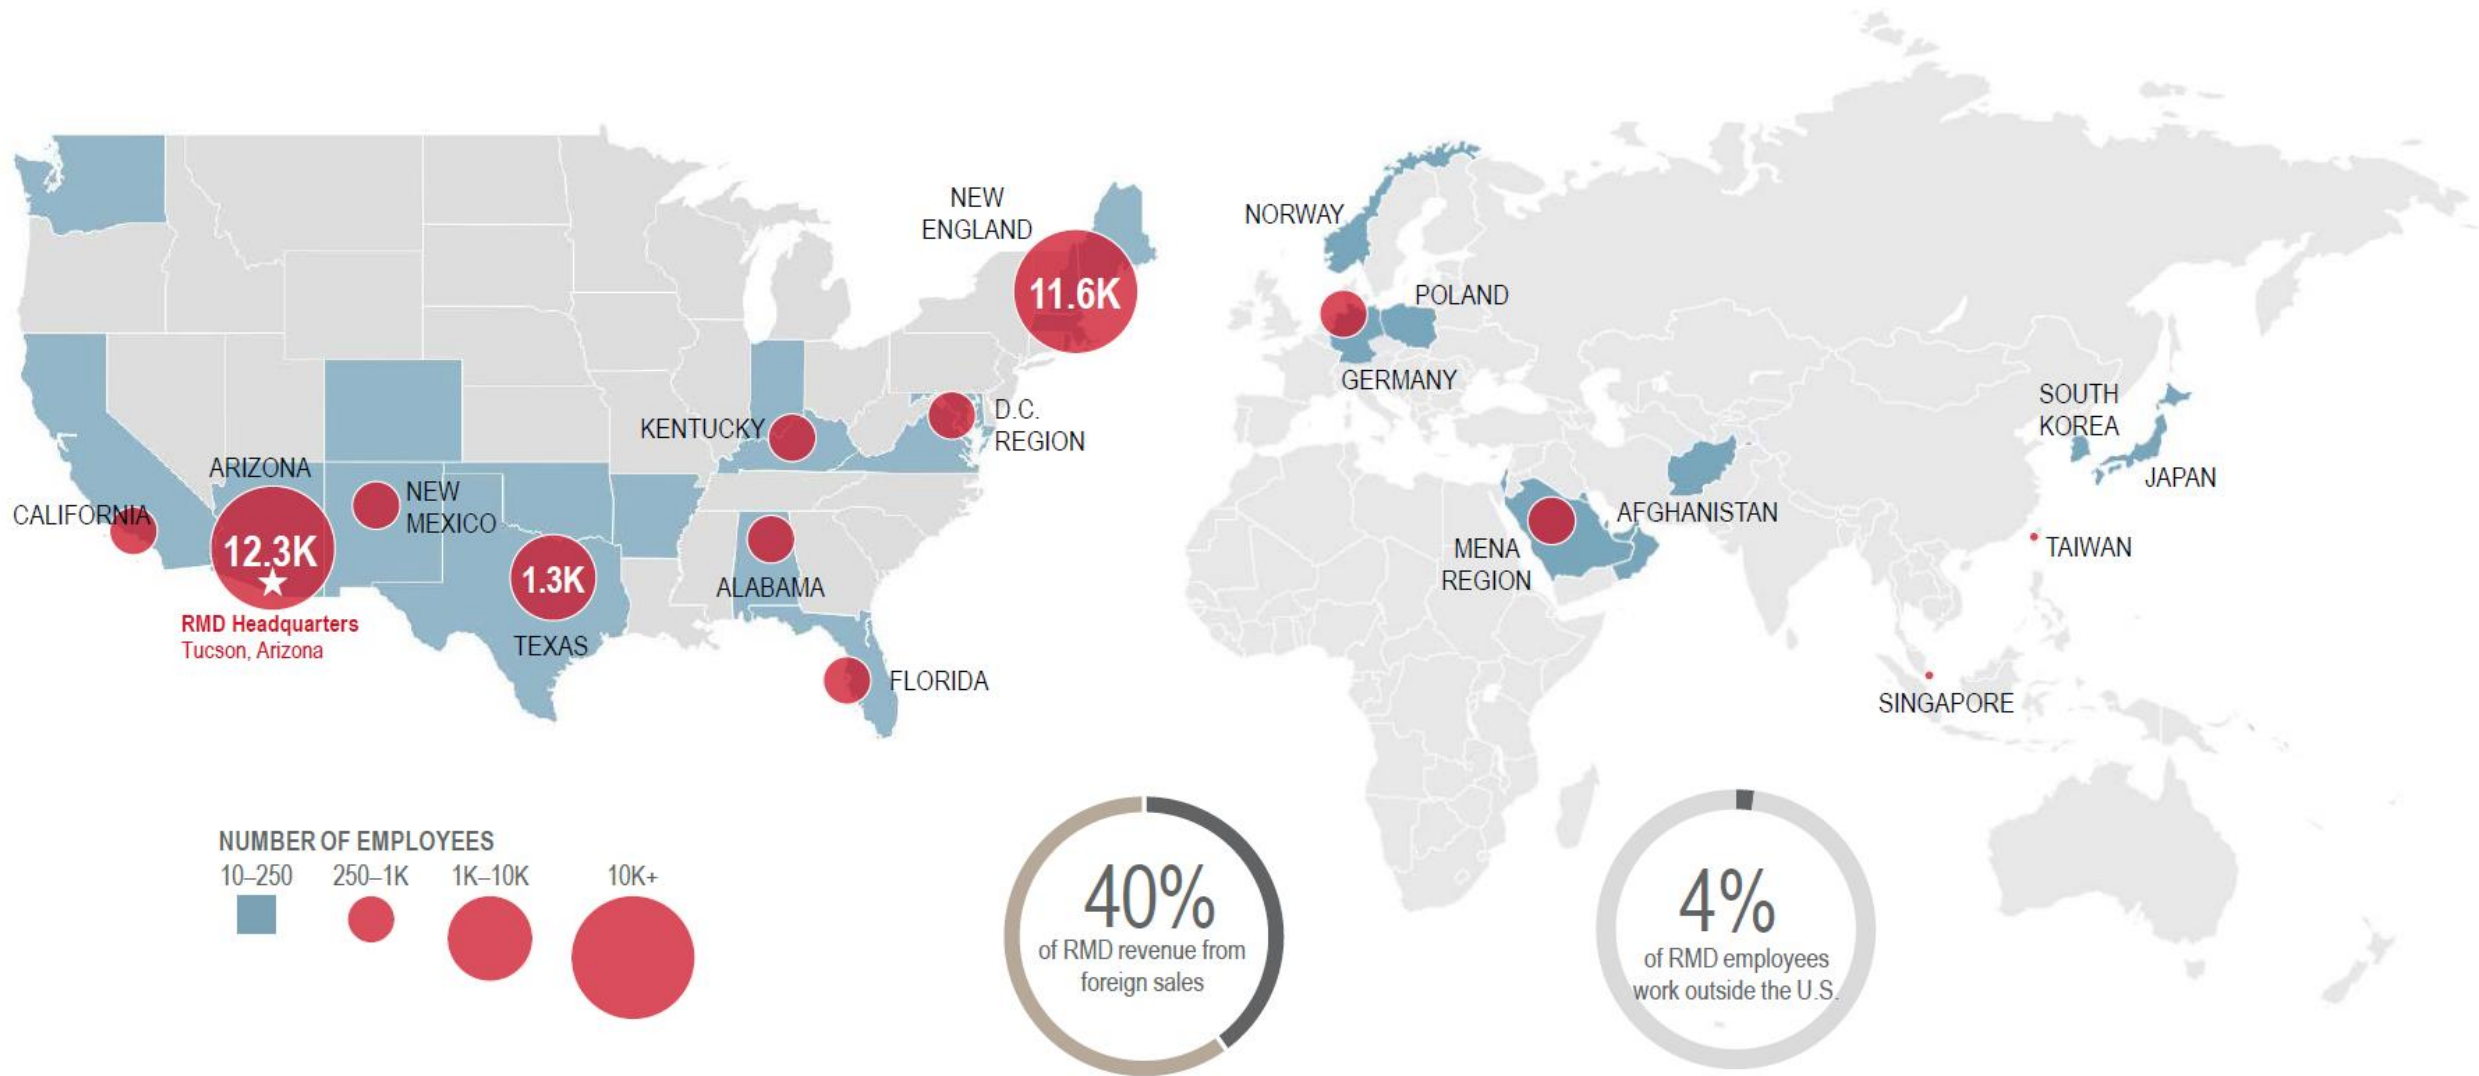 NEW
ENGLAND
11.6K
KENTUCKY
D.C.
REGION
ARIZONA
NEW
MEXICO
CALIFORNIA
12.3K
1.3K
ALABAMA
RMD Headquarters
Tucson, Arizona
TEXAS
FLORIDA
NORWAY
POLAND
GERMANY
SOUTH
KOREA
JAPAN
AFGHANISTAN
MENA
REGION
TAIWAN
SINGAPORE
NUMBER OF EMPLOYEES
10–250 250–1K 1K–10K 10K+
40%
of RMD revenue from
foreign sales
4%
of RMD employees
work outside the U.S.